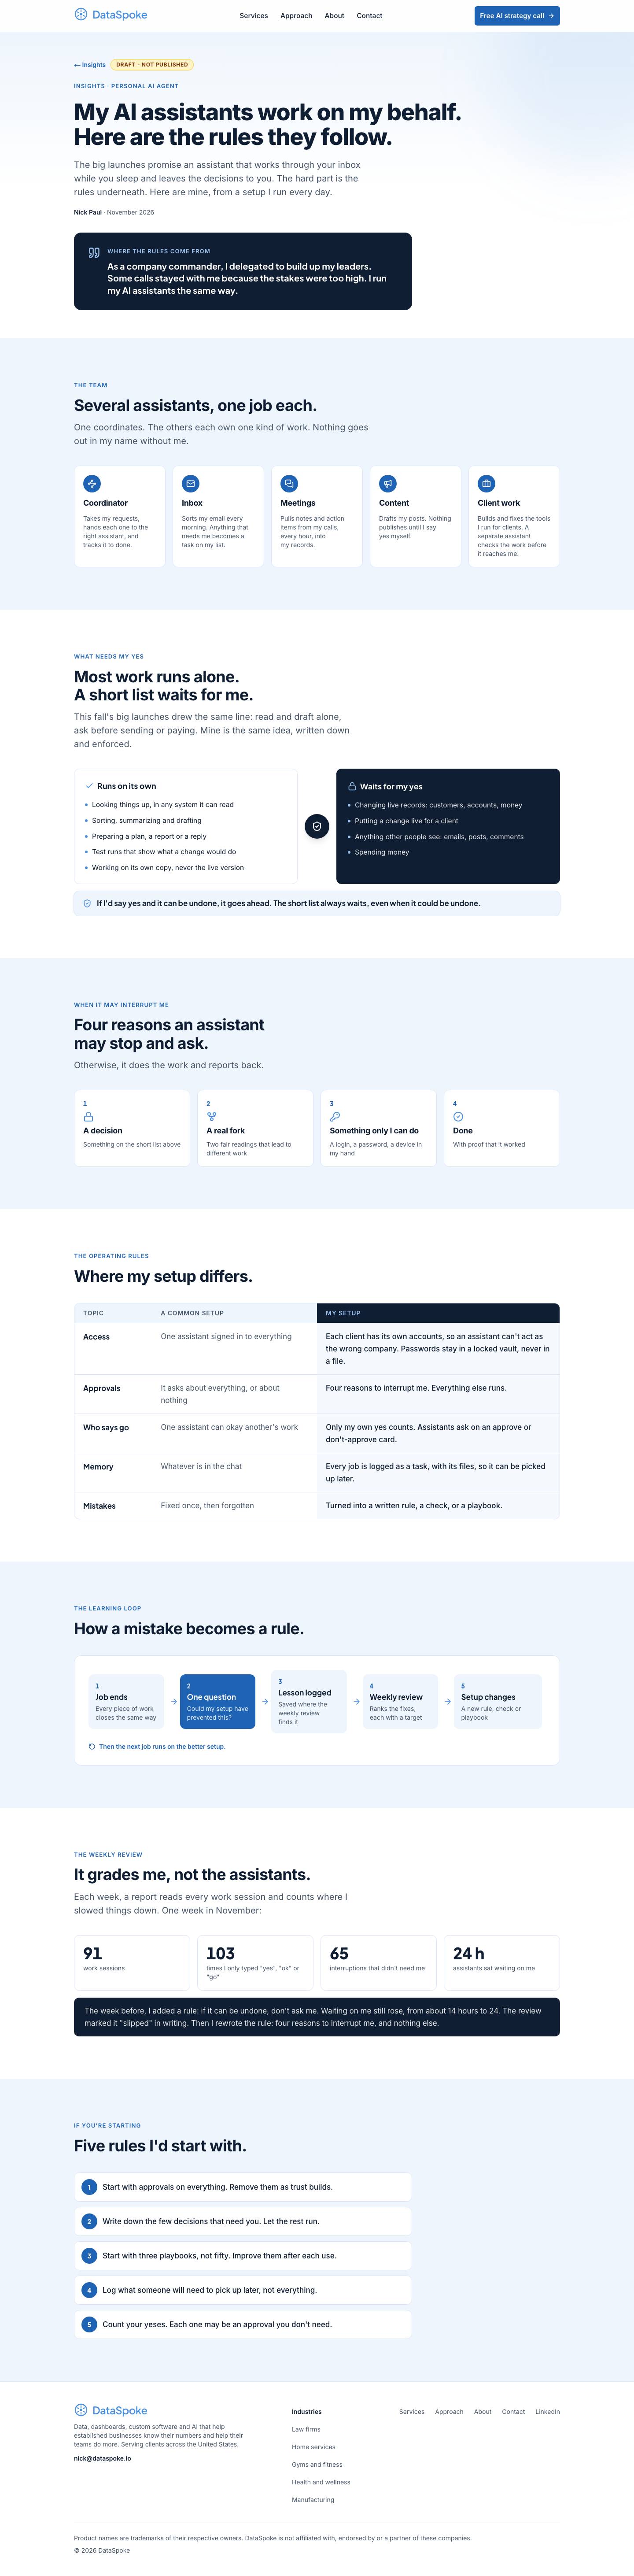 DataSpoke
Services Approach About Contact
Free AI strategy call →
← Insights DRAFT - NOT PUBLISHED
INSIGHTS · PERSONAL AI AGENT
My AI assistants work on my behalf.
Here are the rules they follow.
The big launches promise an assistant that works through your inbox
while you sleep and leaves the decisions to you. The hard part is the
rules underneath. Here are mine, from a setup I run every day.
Nick Paul · November 2026
WHERE THE RULES COME FROM
As a company commander, I delegated to build up my leaders.
Some calls stayed with me because the stakes were too high. I run
my AI assistants the same way.
THE TEAM
Several assistants, one job each.
One coordinates. The others each own one kind of work. Nothing goes
out in my name without me.
Coordinator
Takes my requests,
hands each one to the
right assistant, and
tracks it to done.
Inbox
Sorts my email every
morning. Anything that
needs me becomes a
task on my list.
Meetings
Pulls notes and action
items from my calls,
every hour, into
my records.
Content
Drafts my posts. Nothing
publishes until I say
yes myself.
Client work
Builds and fixes the tools
I run for clients. A
separate assistant
checks the work before
it reaches me.
WHAT NEEDS MY YES
Most work runs alone.
A short list waits for me.
This fall's big launches drew the same line: read and draft alone,
ask before sending or paying. Mine is the same idea, written down
and enforced.
Runs on its own
Looking things up, in any system it can read
Sorting, summarizing and drafting
Preparing a plan, a report or a reply
Test runs that show what a change would do
Working on its own copy, never the live version
Waits for my yes
Changing live records: customers, accounts, money
Putting a change live for a client
Anything other people see: emails, posts, comments
Spending money
If I'd say yes and it can be undone, it goes ahead. The short list always waits, even when it could be undone.
WHEN IT MAY INTERRUPT ME
Four reasons an assistant
may stop and ask.
Otherwise, it does the work and reports back.
1
A decision
Something on the short list above
2
A real fork
Two fair readings that lead to
different work
3
Something only I can do
A login, a password, a device in
my hand
4
Done
With proof that it worked
THE OPERATING RULES
Where my setup differs.
TOPIC A COMMON SETUP MY SETUP
Access One assistant signed in to everything Each client has its own accounts, so an assistant can't act as
the wrong company. Passwords stay in a locked vault, never in
a file.
Approvals It asks about everything, or about Four reasons to interrupt me. Everything else runs.
nothing
Who says go One assistant can okay another's work Only my own yes counts. Assistants ask on an approve or
don't-approve card.
Memory Whatever is in the chat Every job is logged as a task, with its files, so it can be picked
up later.
Mistakes Fixed once, then forgotten Turned into a written rule, a check, or a playbook.
THE LEARNING LOOP
How a mistake becomes a rule.
1
Job ends
Every piece of work
closes the same way
2
One question
Could my setup have
prevented this?
3
Lesson logged
Saved where the
weekly review
finds it
4
Weekly review
Ranks the fixes,
each with a target
5
Setup changes
A new rule, check or
playbook
Then the next job runs on the better setup.
THE WEEKLY REVIEW
It grades me, not the assistants.
Each week, a report reads every work session and counts where I
slowed things down. One week in November:
91
work sessions
103
times I only typed "yes", "ok" or
"go"
65
interruptions that didn't need me
24 h
assistants sat waiting on me
The week before, I added a rule: if it can be undone, don't ask me. Waiting on me still rose, from about 14 hours to 24. The review
marked it "slipped" in writing. Then I rewrote the rule: four reasons to interrupt me, and nothing else.
IF YOU'RE STARTING
Five rules I'd start with.
1 Start with approvals on everything. Remove them as trust builds.
2 Write down the few decisions that need you. Let the rest run.
3 Start with three playbooks, not fifty. Improve them after each use.
4 Log what someone will need to pick up later, not everything.
5 Count your yeses. Each one may be an approval you don't need.
DataSpoke
Data, dashboards, custom software and AI that help
established businesses know their numbers and help their
teams do more. Serving clients across the United States.
nick@dataspoke.io
Industries
Law firms
Home services
Gyms and fitness
Health and wellness
Manufacturing
Services Approach About Contact LinkedIn
Product names are trademarks of their respective owners. DataSpoke is not affiliated with, endorsed by or a partner of these companies.
© 2026 DataSpoke